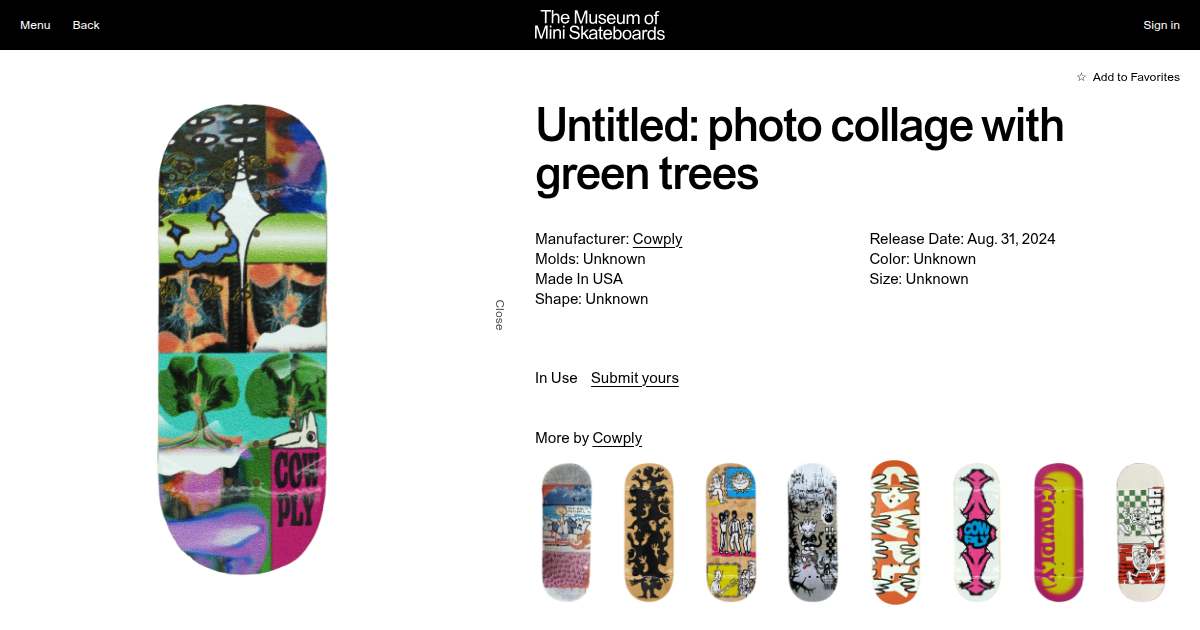 Menu
Back
The Museum of
Mini Skateboards
Sign in
☆ Add to Favorites
Untitled: photo collage with
green trees
Manufacturer: Cowply
Molds: Unknown
Made In USA
Shape: Unknown
Release Date: Aug. 31, 2024
Color: Unknown
Size: Unknown
Close
In Use Submit yours
More by Cowply
COW
PLY
COWPLY